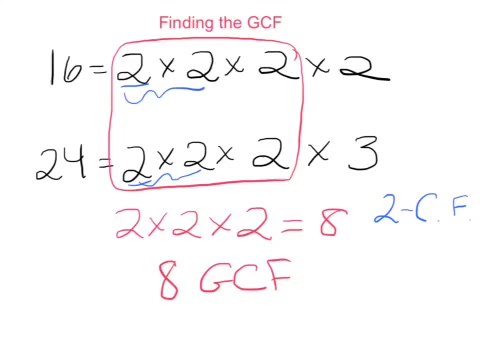 Finding the GCF
16 = 2 × 2 × 2 × 2
24 = 2 × 2 × 2 × 3
2 × 2 × 2 = 8
2 - C.F.
8 GCF